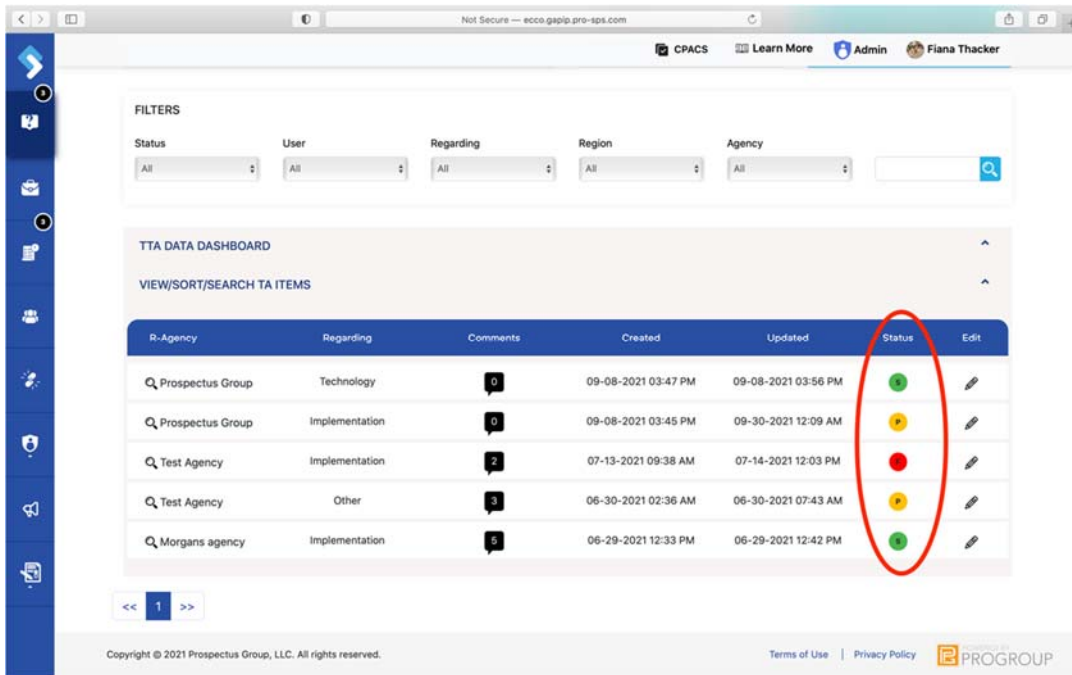 Not Secure — ecco.gapip.pro-sps.com
CPACS Learn More Admin Fiana Thacker
3
FILTERS
Status User Regarding Region Agency
All All All All All
3
TTA DATA DASHBOARD
VIEW/SORT/SEARCH TA ITEMS
R-Agency Regarding Comments Created Updated Status Edit
Prospectus Group Technology 0 09-08-2021 03:47 PM 09-08-2021 03:56 PM S
Prospectus Group Implementation 0 09-08-2021 03:45 PM 09-30-2021 12:09 AM P
Test Agency Implementation 2 07-13-2021 09:38 AM 07-14-2021 12:03 PM
Test Agency Other 3 06-30-2021 02:36 AM 06-30-2021 07:43 AM P
Morgans agency Implementation 5 06-29-2021 12:33 PM 06-29-2021 12:42 PM S
<< 1 >>
Copyright © 2021 Prospectus Group, LLC. All rights reserved. Terms of Use | Privacy Policy POWERED BY
PROGROUP